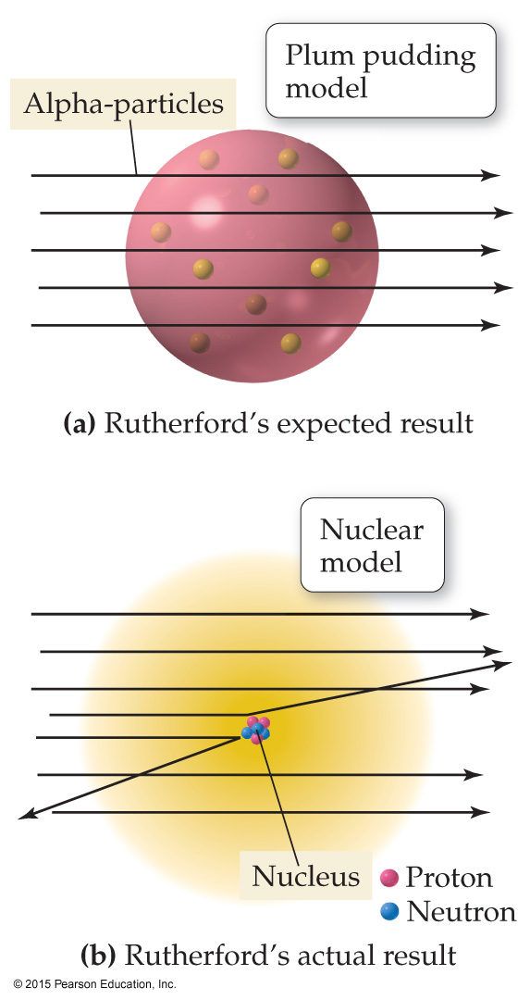 Plum pudding
model
Alpha-particles
(a) Rutherford’s expected result
Nuclear
model
Nucleus
Proton
Neutron
(b) Rutherford’s actual result
© 2015 Pearson Education, Inc.